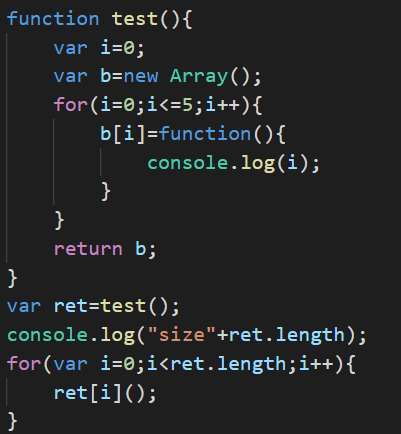 function test(){
    var i=0;
    var b=new Array();
    for(i=0;i<=5;i++){
        b[i]=function(){
            console.log(i);
        }
    }
    return b;
}
var ret=test();
console.log("size"+ret.length);
for(var i=0;i<ret.length;i++){
    ret[i]();
}